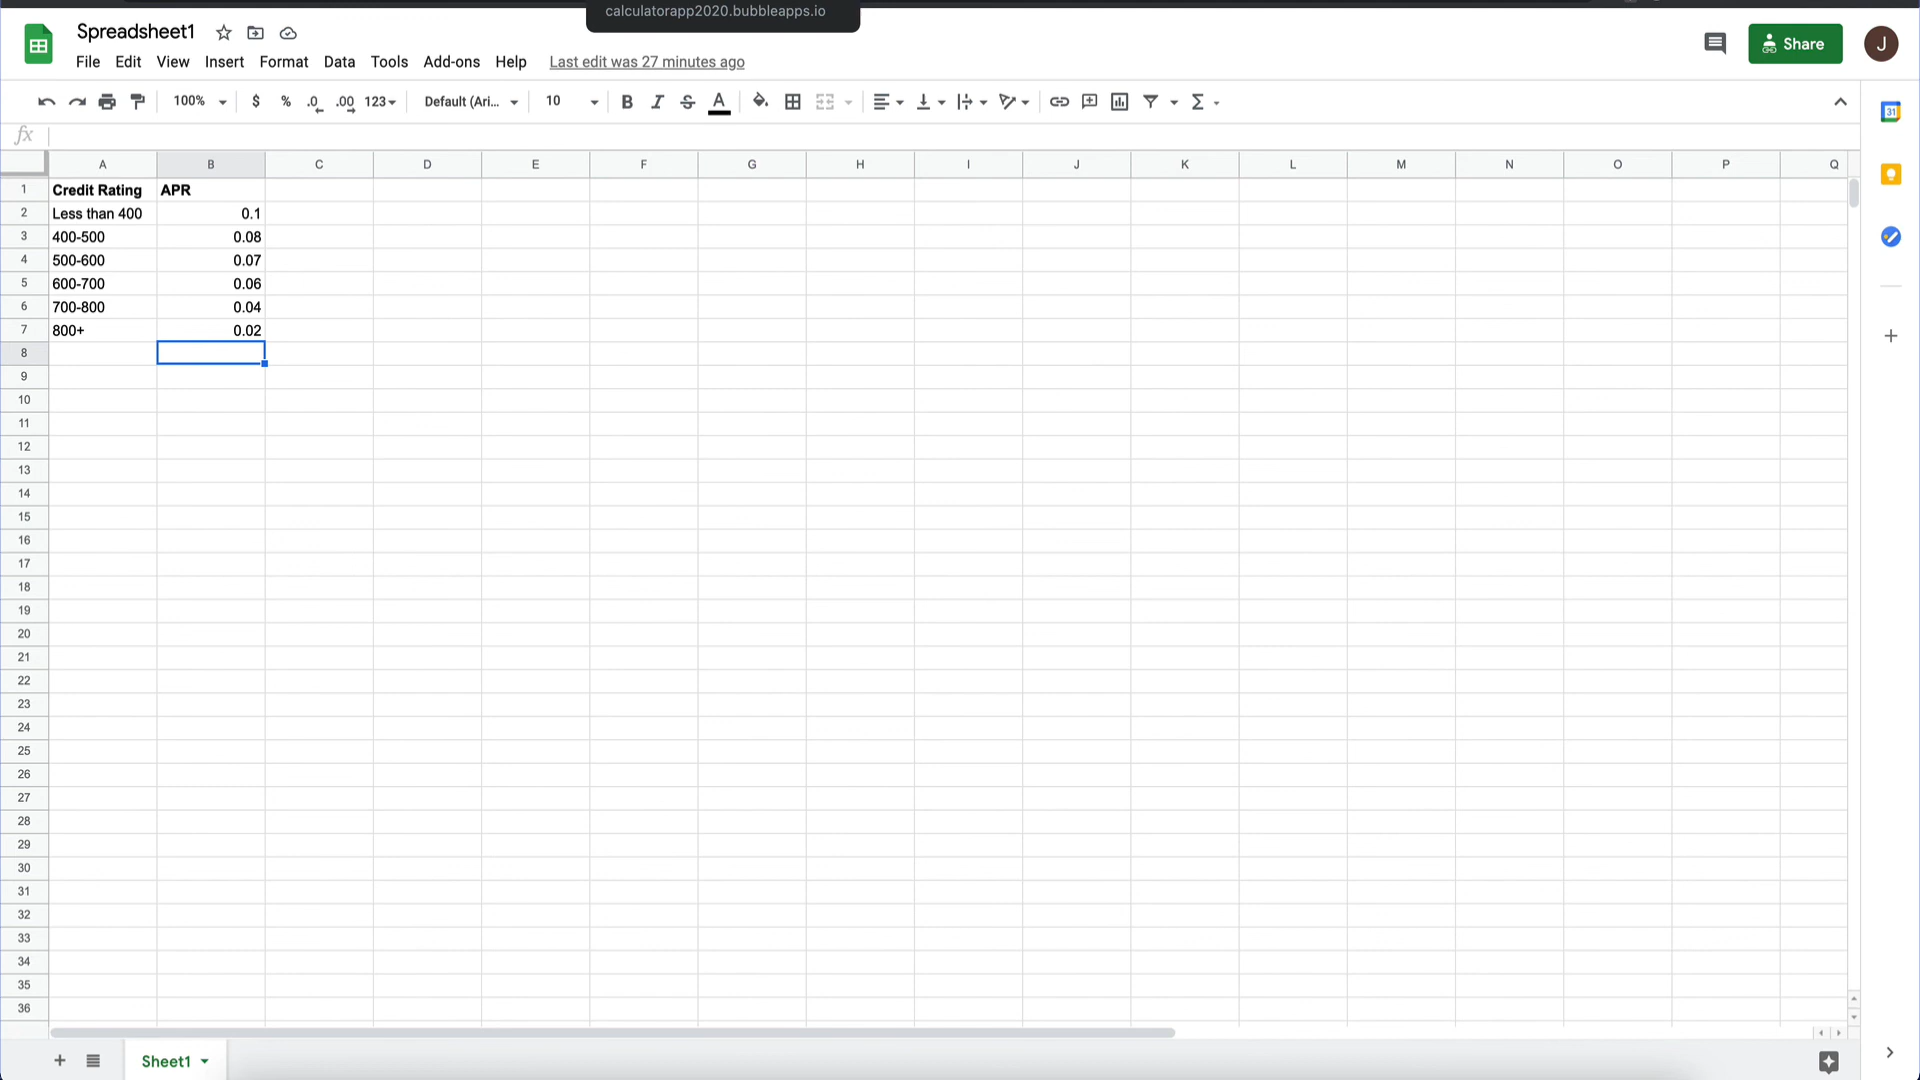 calculatorapp2020.bubbleapps.io
Spreadsheet1
Share
J
File Edit View Insert Format Data Tools Add-ons Help Last edit was 27 minutes ago
100% $ % .0 .00 123 Default (Ari... 10 B I S A Σ
31
fx
A B C D E F G H I J K L M N O P Q
1 Credit Rating APR
2 Less than 400 0.1
3 400-500 0.08
4 500-600 0.07
5 600-700 0.06
6 700-800 0.04
7 800+ 0.02
8
9
10
11
12
13
14
15
16
17
18
19
20
21
22
23
24
25
26
27
28
29
30
31
32
33
34
35
36
Sheet1